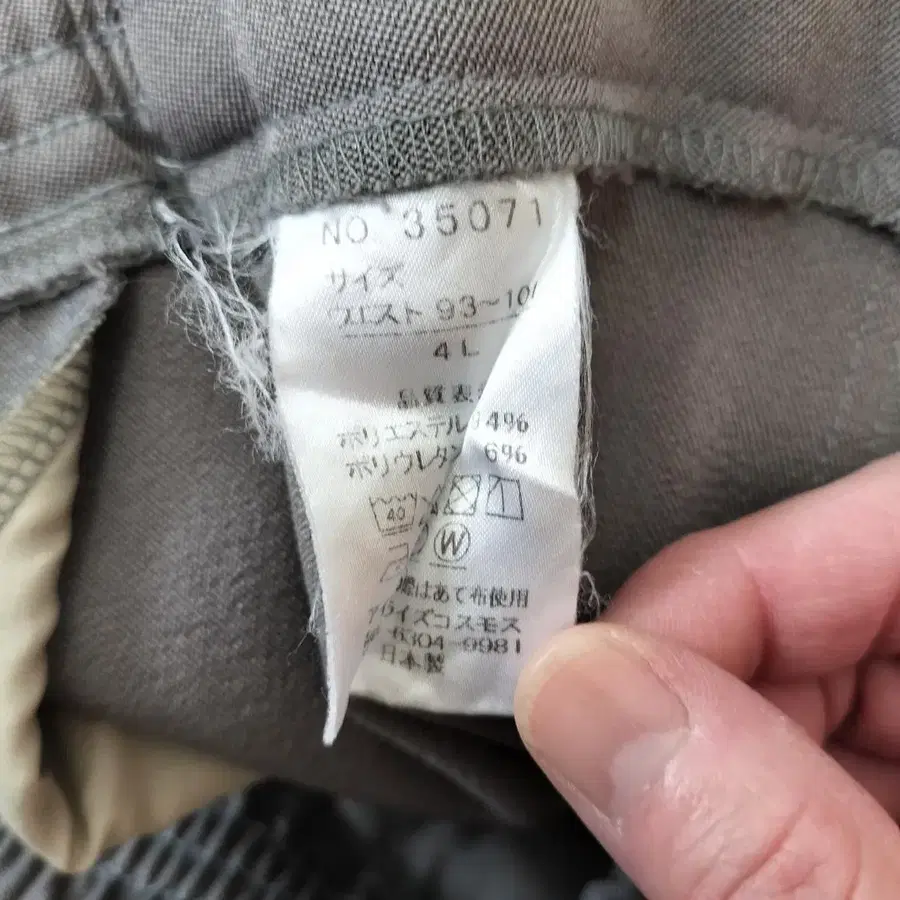 NO. 35071
サイズ
ウエスト 93~10
4L
品質表
ポリエステル 94%
ポリウレタン 6%
40
W
はあて布使用
イズコスモス
6304-9981
日本製